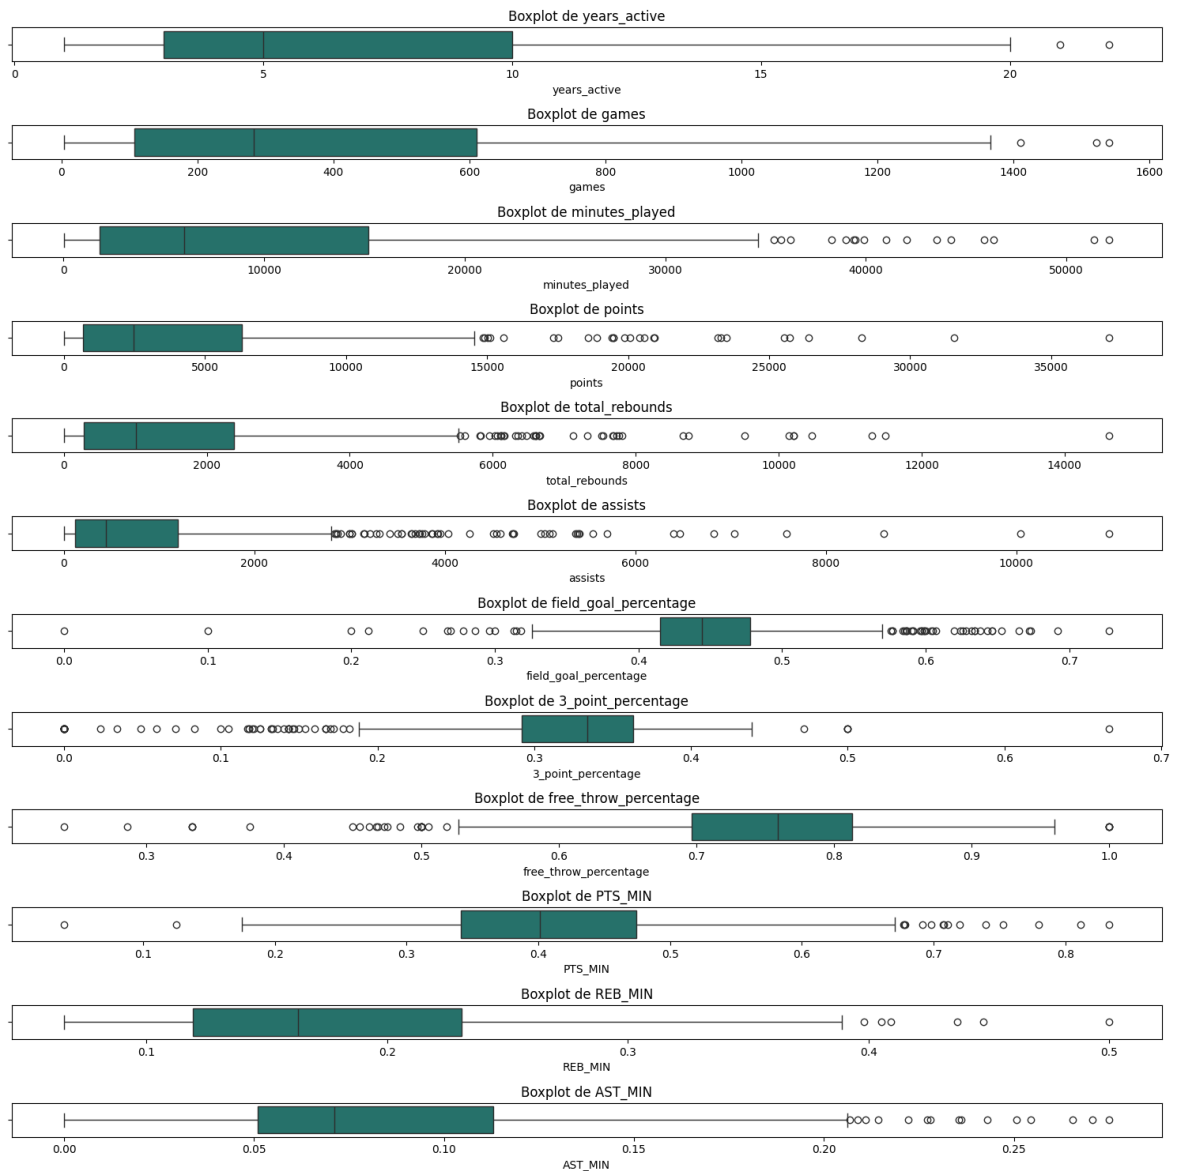 Boxplot de years_active
0 5 10 15 20
years_active
Boxplot de games
0 200 400 600 800 1000 1200 1400 1600
games
Boxplot de minutes_played
0 10000 20000 30000 40000 50000
minutes_played
Boxplot de points
0 5000 10000 15000 20000 25000 30000 35000
points
Boxplot de total_rebounds
0 2000 4000 6000 8000 10000 12000 14000
total_rebounds
Boxplot de assists
0 2000 4000 6000 8000 10000
assists
Boxplot de field_goal_percentage
0.0 0.1 0.2 0.3 0.4 0.5 0.6 0.7
field_goal_percentage
Boxplot de 3_point_percentage
0.0 0.1 0.2 0.3 0.4 0.5 0.6 0.7
3_point_percentage
Boxplot de free_throw_percentage
0.3 0.4 0.5 0.6 0.7 0.8 0.9 1.0
free_throw_percentage
Boxplot de PTS_MIN
0.1 0.2 0.3 0.4 0.5 0.6 0.7 0.8
PTS_MIN
Boxplot de REB_MIN
0.1 0.2 0.3 0.4 0.5
REB_MIN
Boxplot de AST_MIN
0.00 0.05 0.10 0.15 0.20 0.25
AST_MIN